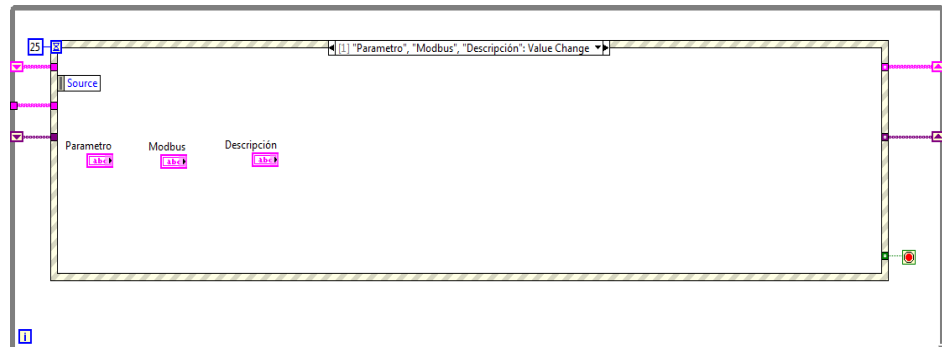 25
[1] "Parametro", "Modbus", "Descripción": Value Change
Source
Parametro
Modbus
Descripción
abc
abc
abc
i